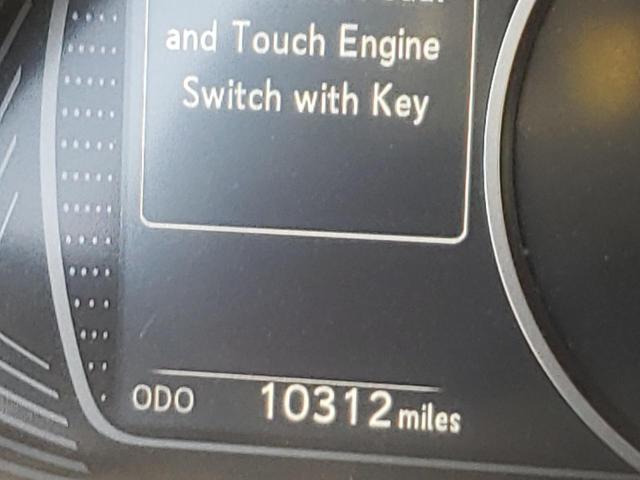 and Touch Engine
Switch with Key
ODO 10312 miles